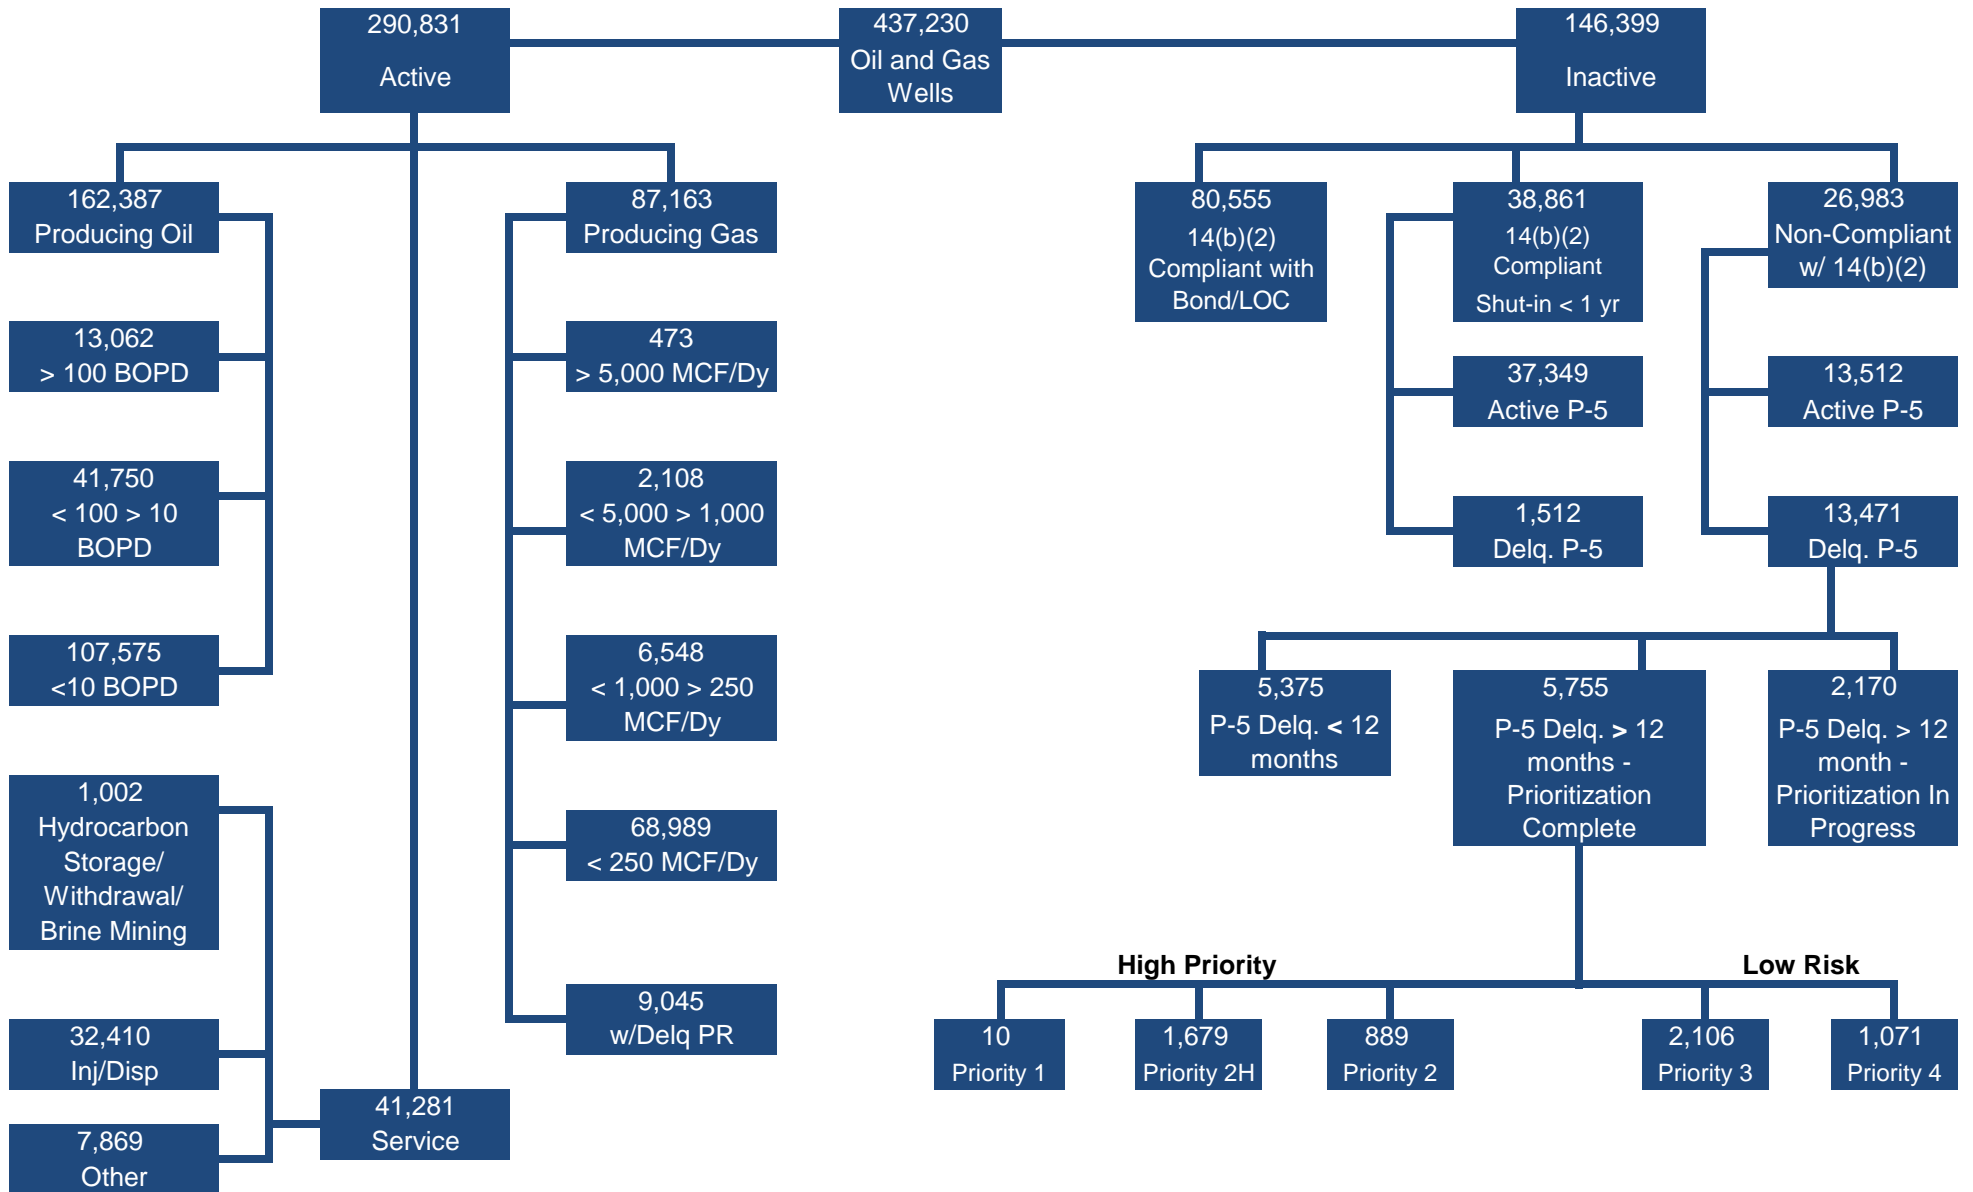 290,831
Active
437,230
Oil and Gas
Wells
146,399
Inactive
162,387
Producing Oil
13,062
> 100 BOPD
41,750
< 100 > 10
BOPD
107,575
<10 BOPD
1,002
Hydrocarbon
Storage/
Withdrawal/
Brine Mining
32,410
Inj/Disp
7,869
Other
41,281
Service
87,163
Producing Gas
473
> 5,000 MCF/Dy
2,108
< 5,000 > 1,000
MCF/Dy
6,548
< 1,000 > 250
MCF/Dy
68,989
< 250 MCF/Dy
9,045
w/Delq PR
80,555
14(b)(2)
Compliant with
Bond/LOC
38,861
14(b)(2)
Compliant
Shut-in < 1 yr
37,349
Active P-5
1,512
Delq. P-5
26,983
Non-Compliant
w/ 14(b)(2)
13,512
Active P-5
13,471
Delq. P-5
5,375
P-5 Delq. < 12
months
5,755
P-5 Delq. > 12
months -
Prioritization
Complete
2,170
P-5 Delq. > 12
month -
Prioritization In
Progress
High Priority
Low Risk
10
Priority 1
1,679
Priority 2H
889
Priority 2
2,106
Priority 3
1,071
Priority 4